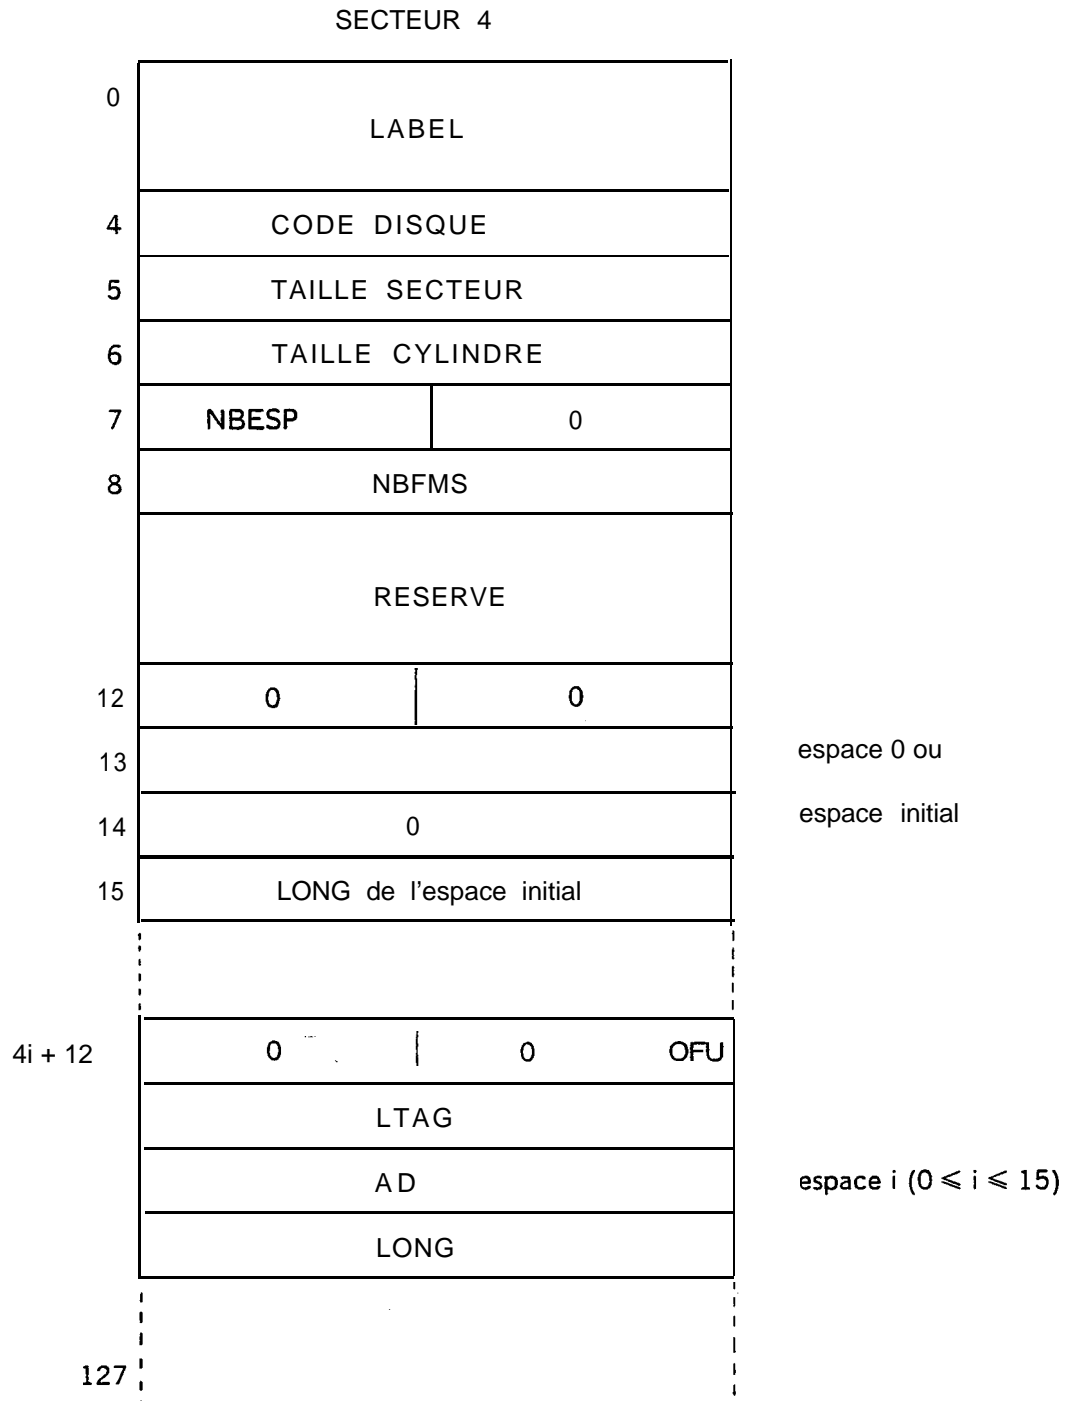 SECTEUR 4
0
LABEL
4 CODE DISQUE
5 TAILLE SECTEUR
6 TAILLE CYLINDRE
7 NBESP 0
8 NBFMS
RESERVE
12 0 0
13 espace 0 ou
14 0 espace initial
15 LONG de l'espace initial
4i + 12 0 0 OFU
LTAG
AD espace i (0 ⩽ i ⩽ 15)
LONG
127